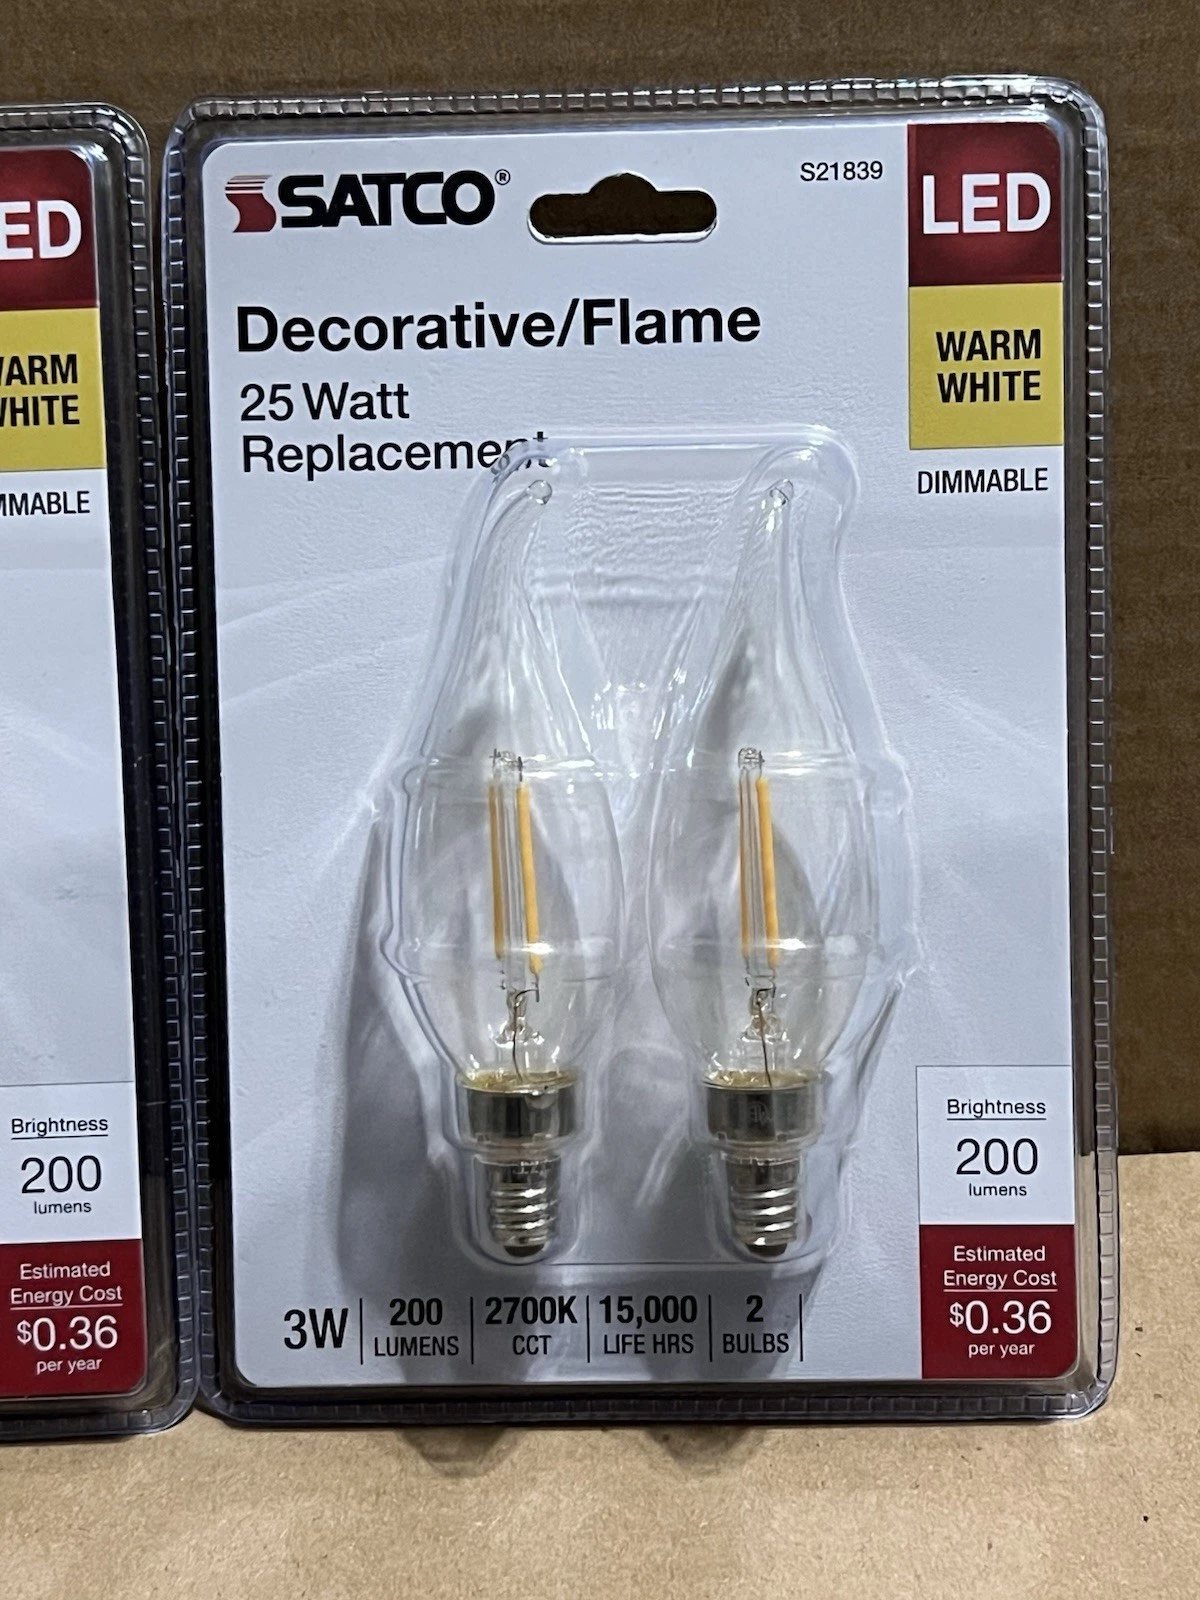 ED
WARM
WHITE
MMABLE
Brightness
200
lumens
Estimated
Energy Cost
$0.36
per year
SATCO®
S21839
LED
Decorative/Flame
25 Watt
Replacement
WARM
WHITE
DIMMABLE
Brightness
200
lumens
Estimated
Energy Cost
$0.36
per year
3W | 200 LUMENS | 2700K CCT | 15,000 LIFE HRS | 2 BULBS |